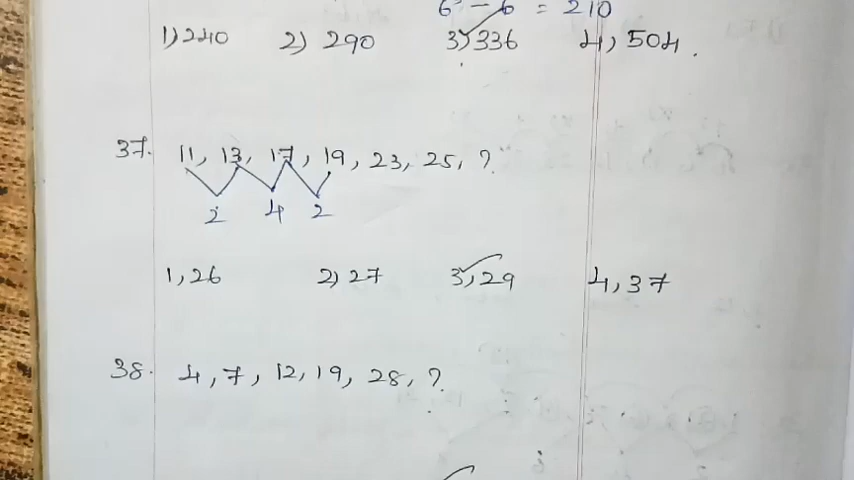 6³ - 6 = 210
1) 240 2) 290 3) 336 4, 504.
37. 11, 13, 17, 19, 23, 25, ?
2 4 2
1, 26 2) 27 3, 29 4, 37
38. 4, 7, 12, 19, 28, ?